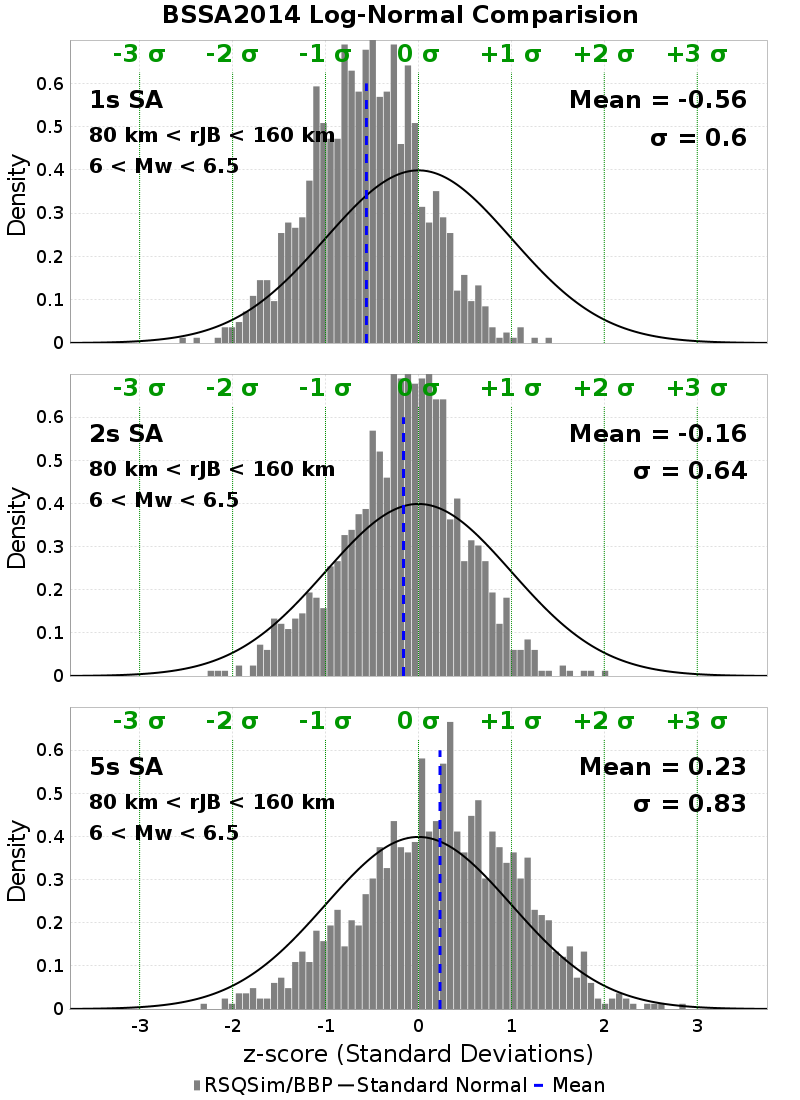 BSSA2014 Log-Normal Comparision
-3 σ -2 σ -1 σ 0 σ +1 σ +2 σ +3 σ
1s SA
Mean = -0.56
80 km < rJB < 160 km
σ = 0.6
6 < Mw < 6.5
Density
0.6
0.5
0.4
0.3
0.2
0.1
0
-3 σ -2 σ -1 σ 0 σ +1 σ +2 σ +3 σ
2s SA
Mean = -0.16
80 km < rJB < 160 km
σ = 0.64
6 < Mw < 6.5
Density
0.6
0.5
0.4
0.3
0.2
0.1
0
-3 σ -2 σ -1 σ 0 σ +1 σ +2 σ +3 σ
5s SA
Mean = 0.23
80 km < rJB < 160 km
σ = 0.83
6 < Mw < 6.5
Density
0.6
0.5
0.4
0.3
0.2
0.1
0
-3 -2 -1 0 1 2 3
z-score (Standard Deviations)
RSQSim/BBP Standard Normal Mean